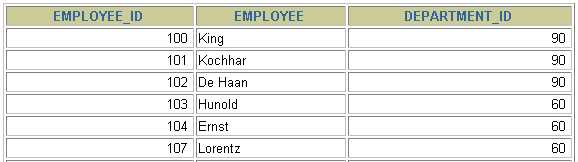 EMPLOYEE_ID EMPLOYEE DEPARTMENT_ID
100 King 90
101 Kochhar 90
102 De Haan 90
103 Hunold 60
104 Ernst 60
107 Lorentz 60